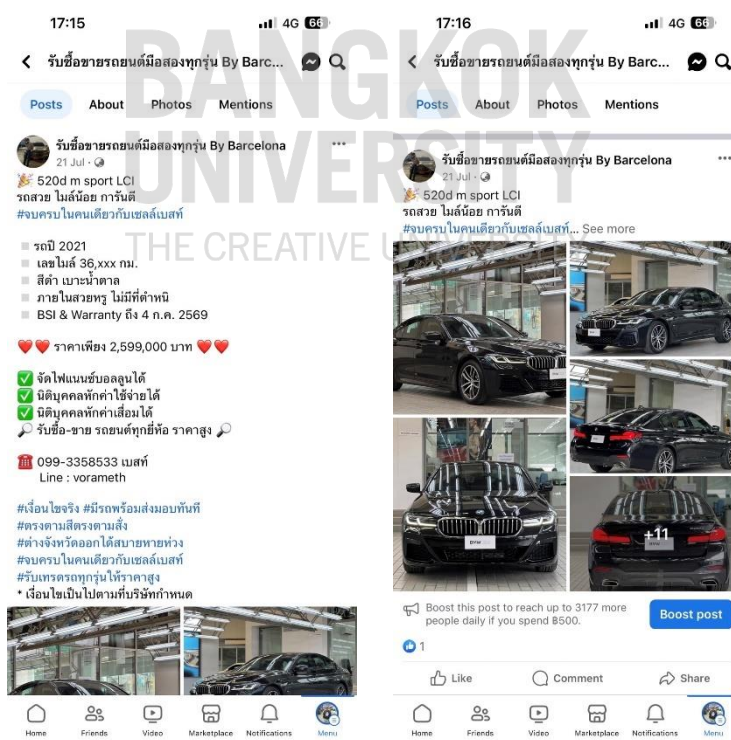 17:15
4G 66
รับซื้อขายรถยนต์มือสองทุกรุ่น By Barc...
Posts About Photos Mentions
รับซื้อขายรถยนต์มือสองทุกรุ่น By Barcelona
21 Jul
520d m sport LCI
รถสวย ไมล์น้อย การันตี
#จบครบในคนเดียวกับเซลล์เบสท์
รถปี 2021
เลขไมล์ 36,xxx กม.
สีดำ เบาะน้ำตาล
ภายในสวยหรู ไม่มีที่ตำหนิ
BSI & Warranty ถึง 4 ก.ค. 2569
ราคาเพียง 2,599,000 บาท
จัดไฟแนนซ์บอลลูนได้
นิติบุคคลหักค่าใช้จ่ายได้
นิติบุคคลหักค่าเสื่อมได้
รับซื้อ-ขาย รถยนต์ทุกยี่ห้อ ราคาสูง
099-3358533 เบสท์
Line : vorameth
#เงื่อนไขจริง #มีรถพร้อมส่งมอบทันที
#ตรงตามสีตรงตามสั่ง
#ต่างจังหวัดออกได้สบายหายห่วง
#จบครบในคนเดียวกับเซลล์เบสท์
#รับเทรดรถทุกรุ่นให้ราคาสูง
* เงื่อนไขเป็นไปตามที่บริษัทกำหนด
Home Friends Video Marketplace Notifications Menu
17:16
4G 66
รับซื้อขายรถยนต์มือสองทุกรุ่น By Barc...
Posts About Photos Mentions
รับซื้อขายรถยนต์มือสองทุกรุ่น By Barcelona
21 Jul
520d m sport LCI
รถสวย ไมล์น้อย การันตี
#จบครบในคนเดียวกับเซลล์เบสท์... See more
+11
Boost this post to reach up to 3177 more
people daily if you spend ฿500.
Boost post
1
Like Comment Share
Home Friends Video Marketplace Notifications Menu
BANGKOK
UNIVERSITY
THE CREATIVE UNIVERSITY